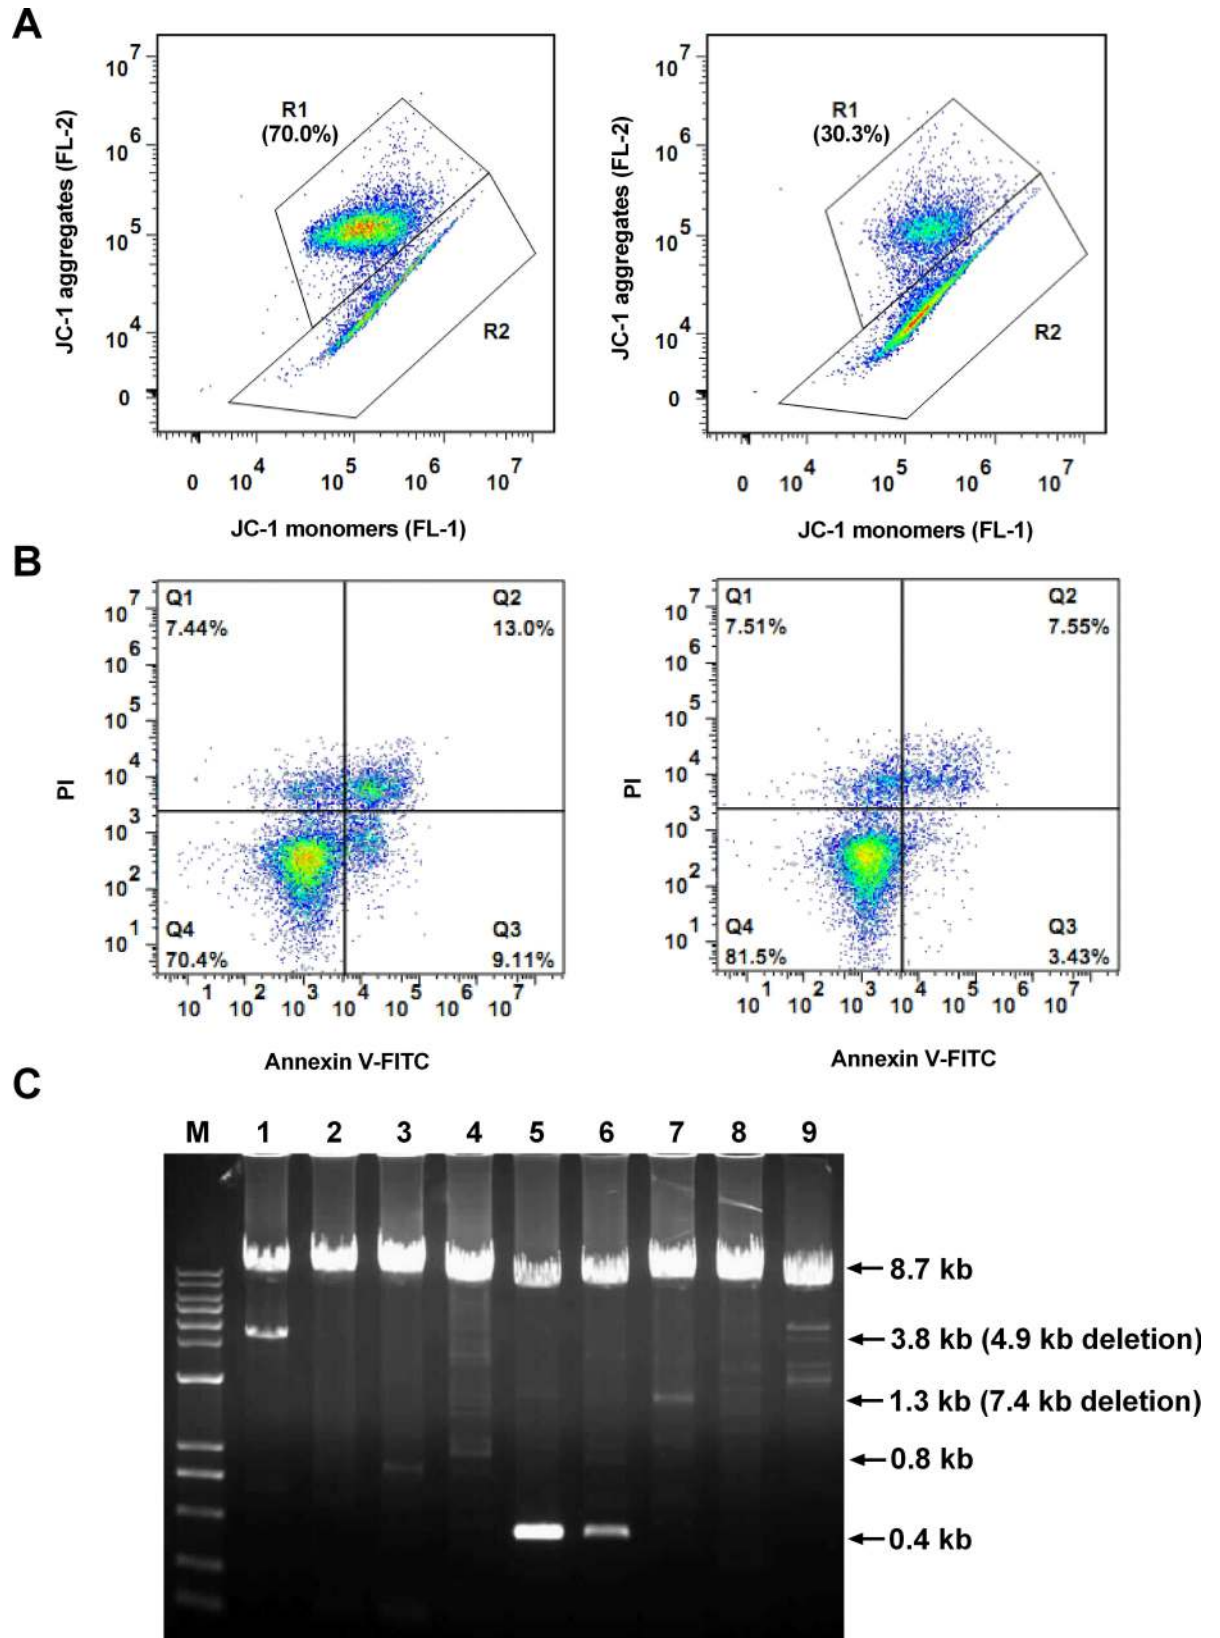 A
10^7
10^6
10^5
10^4
0
JC-1 aggregates (FL-2)
R1
(70.0%)
R2
0 10^4 10^5 10^6 10^7
JC-1 monomers (FL-1)
10^7
10^6
10^5
10^4
0
JC-1 aggregates (FL-2)
R1
(30.3%)
R2
0 10^4 10^5 10^6 10^7
JC-1 monomers (FL-1)
B
10^7
10^6
10^5
10^4
10^3
10^2
10^1
PI
Q1
7.44%
Q2
13.0%
Q4
70.4%
Q3
9.11%
10^1 10^2 10^3 10^4 10^5 10^6 10^7
Annexin V-FITC
10^7
10^6
10^5
10^4
10^3
10^2
10^1
PI
Q1
7.51%
Q2
7.55%
Q4
81.5%
Q3
3.43%
10^1 10^2 10^3 10^4 10^5 10^6 10^7
Annexin V-FITC
C
M 1 2 3 4 5 6 7 8 9
8.7 kb
3.8 kb (4.9 kb deletion)
1.3 kb (7.4 kb deletion)
0.8 kb
0.4 kb